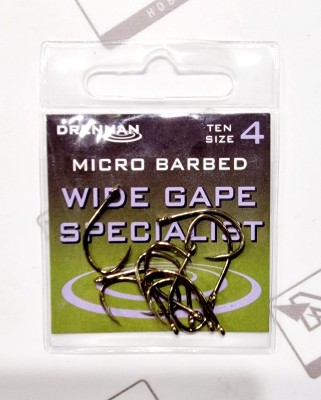 DRENNAN
TEN
SIZE 4
MICRO BARBED
WIDE GAPE
SPECIALIST